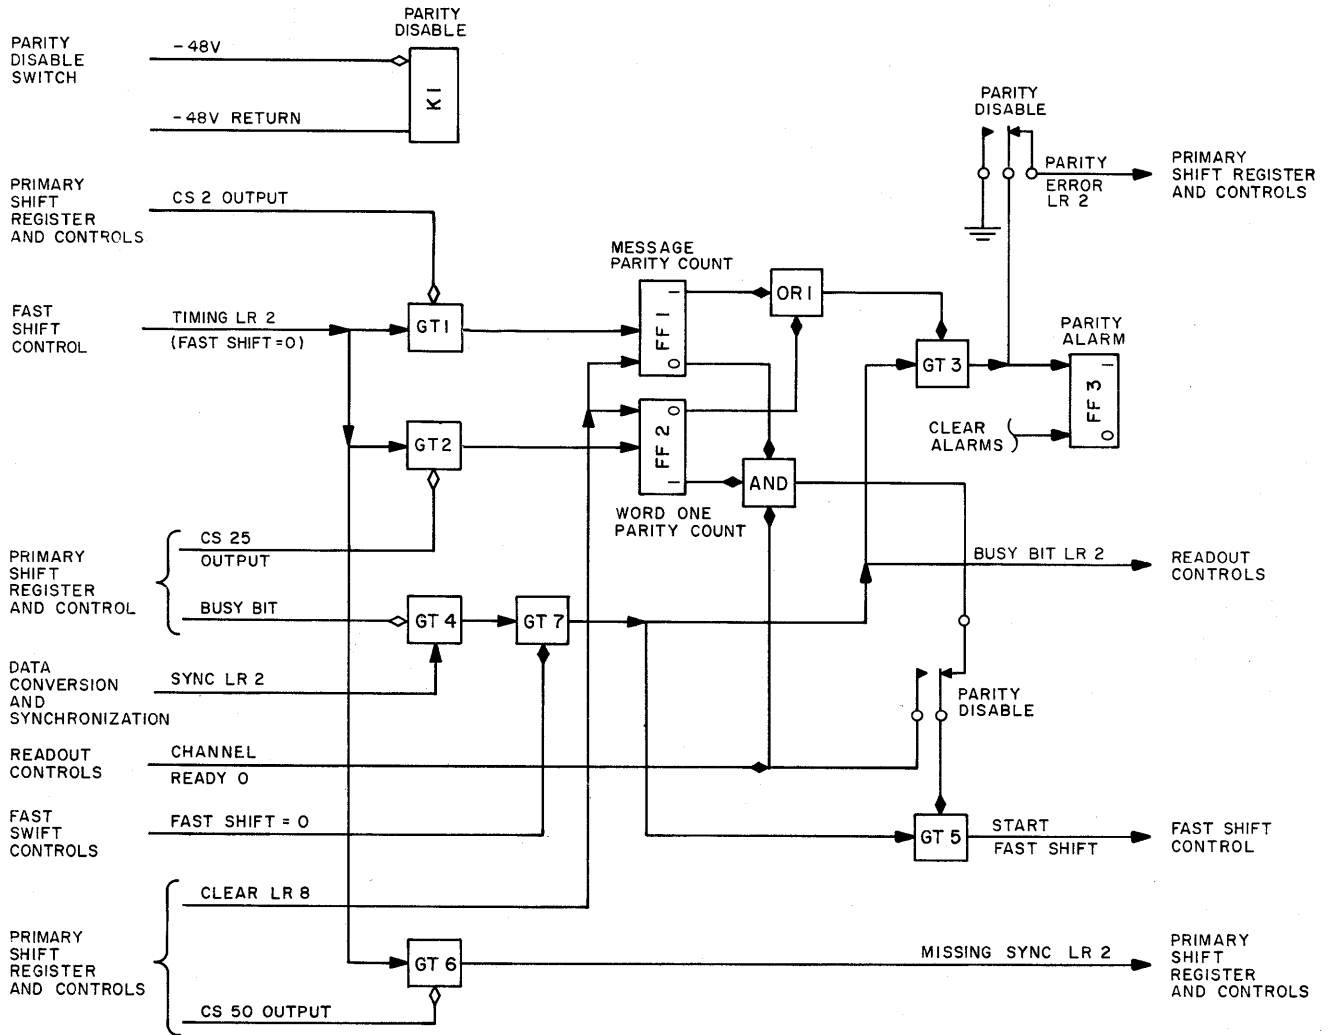 PARITY
DISABLE
SWITCH
-48V
-48V RETURN
PARITY
DISABLE
K1
PRIMARY
SHIFT
REGISTER
AND CONTROLS
CS 2 OUTPUT
FAST
SHIFT
CONTROL
TIMING LR 2
(FAST SHIFT=0)
GT1
GT2
MESSAGE
PARITY COUNT
FF 1
1
0
FF 2
0
1
WORD ONE
PARITY COUNT
OR1
AND
GT 3
PARITY
DISABLE
PARITY
ERROR
LR 2
PRIMARY
SHIFT REGISTER
AND CONTROLS
PARITY
ALARM
FF 3
1
0
CLEAR
ALARMS
PRIMARY
SHIFT
REGISTER
AND CONTROL
CS 25
OUTPUT
BUSY BIT
GT 4
GT 7
BUSY BIT LR 2
READOUT
CONTROLS
DATA
CONVERSION
AND
SYNCHRONIZATION
SYNC LR 2
PARITY
DISABLE
READOUT
CONTROLS
CHANNEL
READY 0
FAST
SWIFT
CONTROLS
FAST SHIFT = 0
GT 5
START
FAST SHIFT
FAST SHIFT
CONTROL
PRIMARY
SHIFT
REGISTER
AND CONTROLS
CLEAR LR 8
CS 50 OUTPUT
GT 6
MISSING SYNC LR 2
PRIMARY
SHIFT
REGISTER
AND CONTROLS